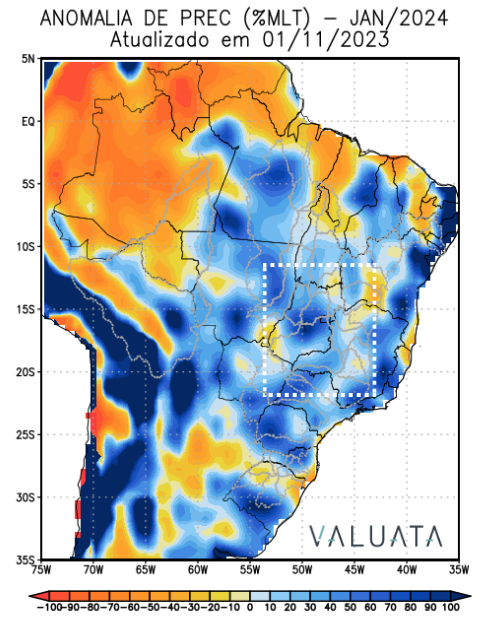 ANOMALIA DE PREC (%MLT) – JAN/2024
Atualizado em 01/11/2023
5N
EQ
5S
10S
15S
20S
25S
30S
35S
VALUATA
75W 70W 65W 60W 55W 50W 45W 40W 35W
-100 -90 -80 -70 -60 -50 -40 -30 -20 -10 0 10 20 30 40 50 60 70 80 90 100